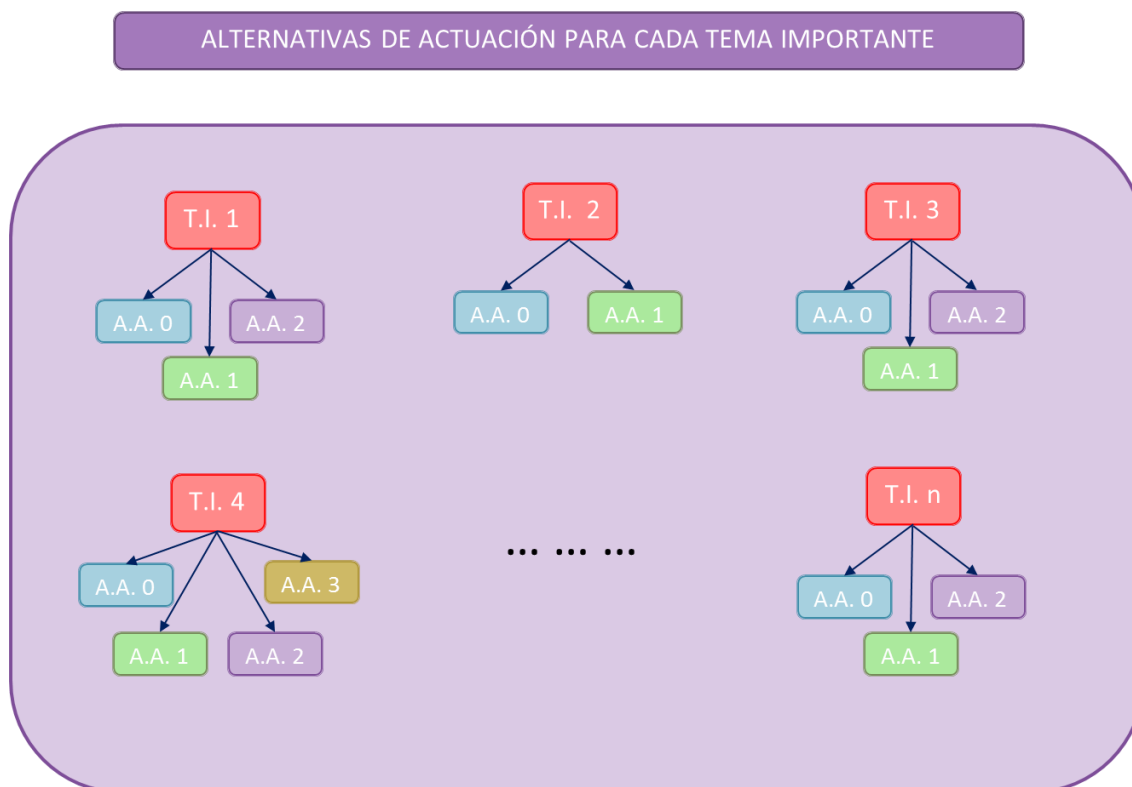 ALTERNATIVAS DE ACTUACIÓN PARA CADA TEMA IMPORTANTE
T.I. 1
A.A. 0
A.A. 2
A.A. 1
T.I. 2
A.A. 0
A.A. 1
T.I. 3
A.A. 0
A.A. 2
A.A. 1
T.I. 4
A.A. 0
A.A. 3
A.A. 1
A.A. 2
... ... ...
T.I. n
A.A. 0
A.A. 2
A.A. 1